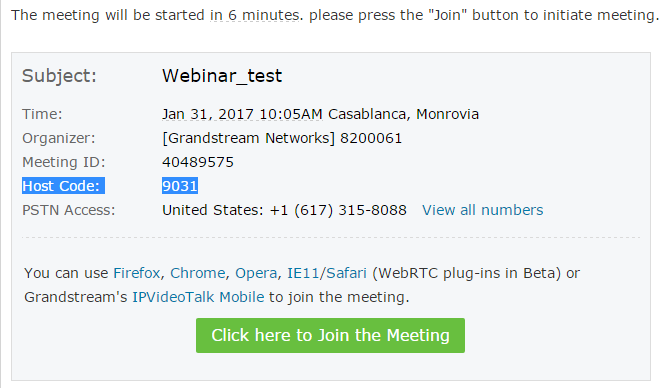 The meeting will be started in 6 minutes. please press the "Join" button to initiate meeting.
Subject: Webinar_test
Time: Jan 31, 2017 10:05AM Casablanca, Monrovia
Organizer: [Grandstream Networks] 8200061
Meeting ID: 40489575
Host Code: 9031
PSTN Access: United States: +1 (617) 315-8088 View all numbers
You can use Firefox, Chrome, Opera, IE11/Safari (WebRTC plug-ins in Beta) or
Grandstream's IPVideoTalk Mobile to join the meeting.
Click here to Join the Meeting